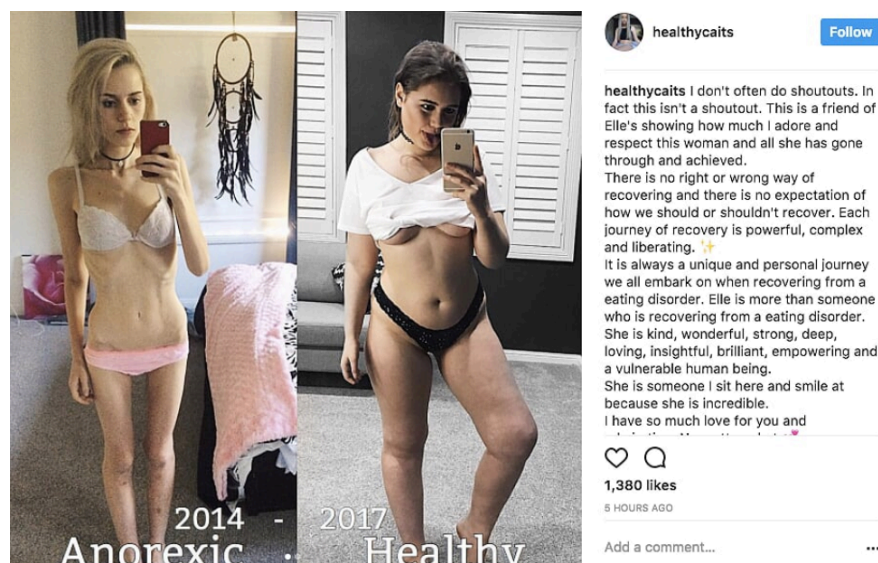 healthycaits
Follow
healthycaits I don't often do shoutouts. In
fact this isn't a shoutout. This is a friend of
Elle's showing how much I adore and
respect this woman and all she has gone
through and achieved.
There is no right or wrong way of
recovering and there is no expectation of
how we should or shouldn't recover. Each
journey of recovery is powerful, complex
and liberating. ✨
It is always a unique and personal journey
we all embark on when recovering from a
eating disorder. Elle is more than someone
who is recovering from a eating disorder.
She is kind, wonderful, strong, deep,
loving, insightful, brilliant, empowering and
a vulnerable human being.
She is someone I sit here and smile at
because she is incredible.
I have so much love for you and
1,380 likes
5 HOURS AGO
Add a comment...
2014 - 2017
Anorexic Healthy